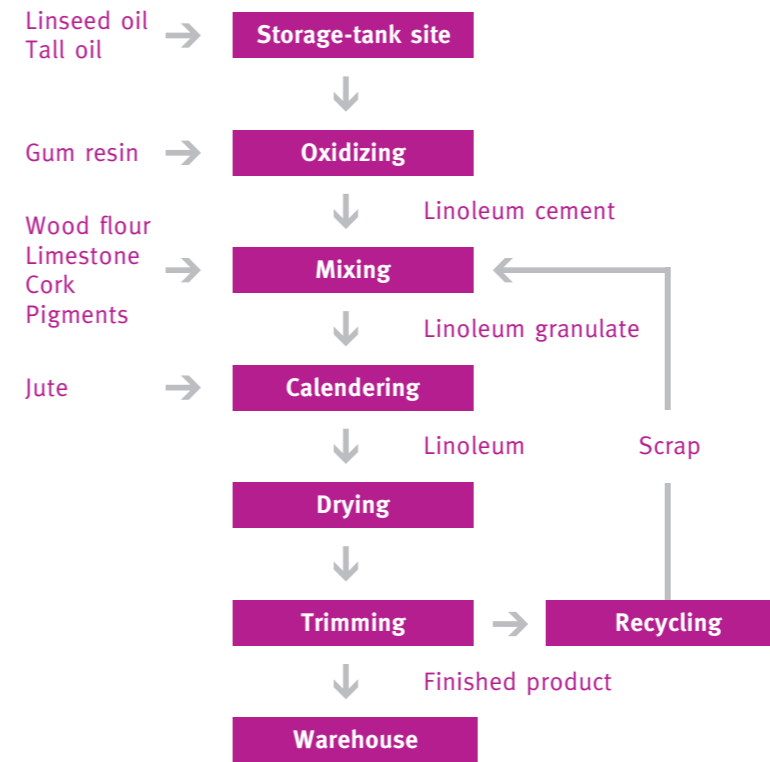 Linseed oil
Tall oil
Storage-tank site
Gum resin
Oxidizing
Linoleum cement
Wood flour
Limestone
Cork
Pigments
Mixing
Linoleum granulate
Jute
Calendering
Linoleum
Scrap
Drying
Trimming
Recycling
Finished product
Warehouse